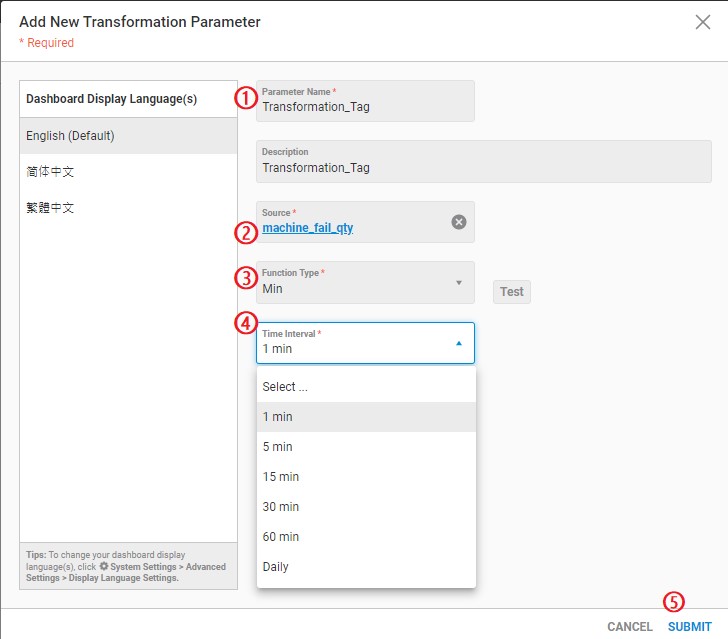 Add New Transformation Parameter
* Required
Dashboard Display Language(s)
English (Default)
简体中文
繁體中文
Tips: To change your dashboard display
language(s), click System Settings > Advanced
Settings > Display Language Settings.
① Parameter Name *
Transformation_Tag
Description
Transformation_Tag
Source *
② machine_fail_qty
③ Function Type *
Min
Test
④ Time Interval *
1 min
Select ...
1 min
5 min
15 min
30 min
60 min
Daily
⑤
CANCEL SUBMIT